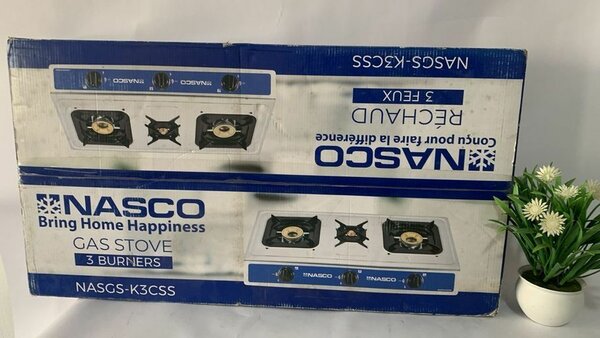 NASGS-K3CSS
3 FEUX
RÉCHAUD
Conçu pour faire la différence
NASCO
NASCO
NASCO
NASCO
Bring Home Happiness
GAS STOVE
3 BURNERS
NASGS-K3CSS
NASCO
NASCO